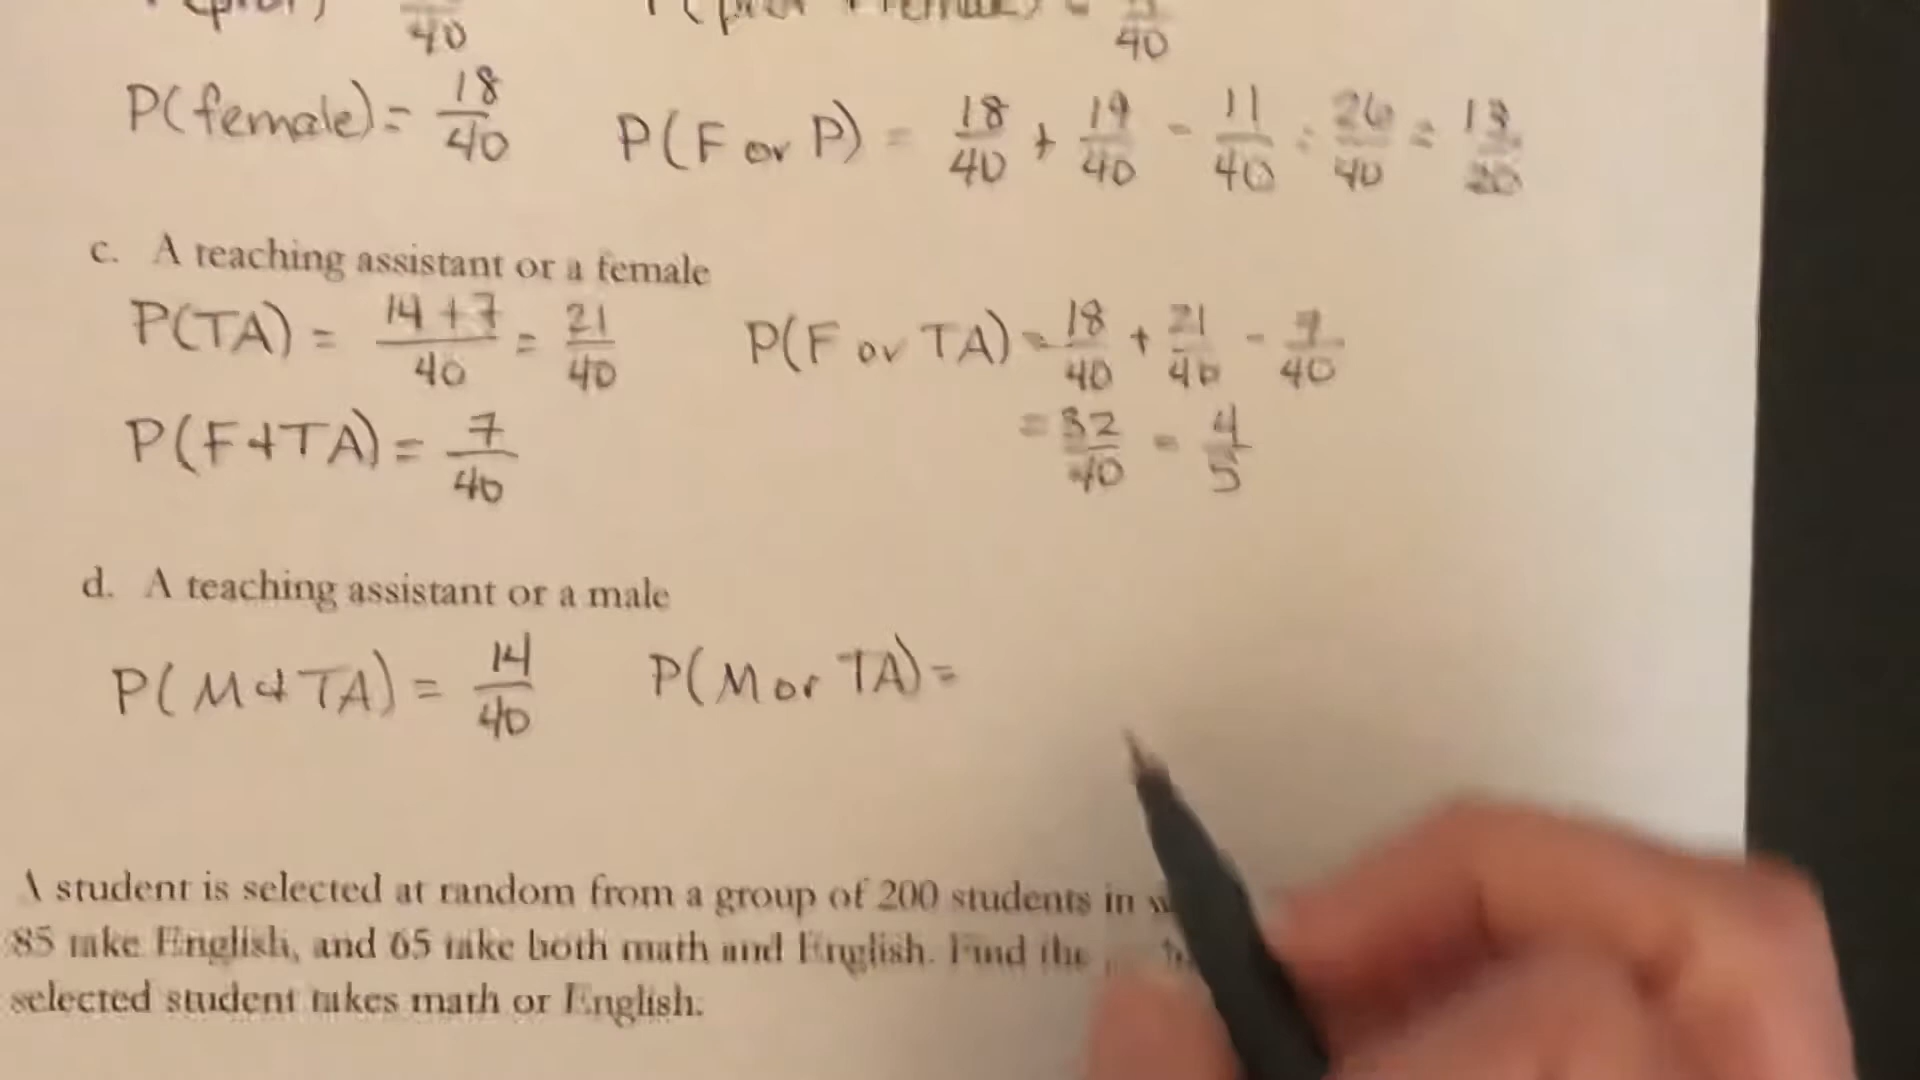 40 40
P(female) = 18/40 P(F or P) = 18/40 + 19/40 - 11/40 = 26/40 = 13/20
c. A teaching assistant or a female
P(TA) = 14+7/40 = 21/40 P(F or TA) = 18/40 + 21/40 - 7/40
P(F+TA) = 7/40 = 32/40 = 4/5
d. A teaching assistant or a male
P(M+TA) = 14/40 P(M or TA) =
A student is selected at random from a group of 200 students in
85 take English, and 65 take both math and English. Find the
selected student takes math or English.